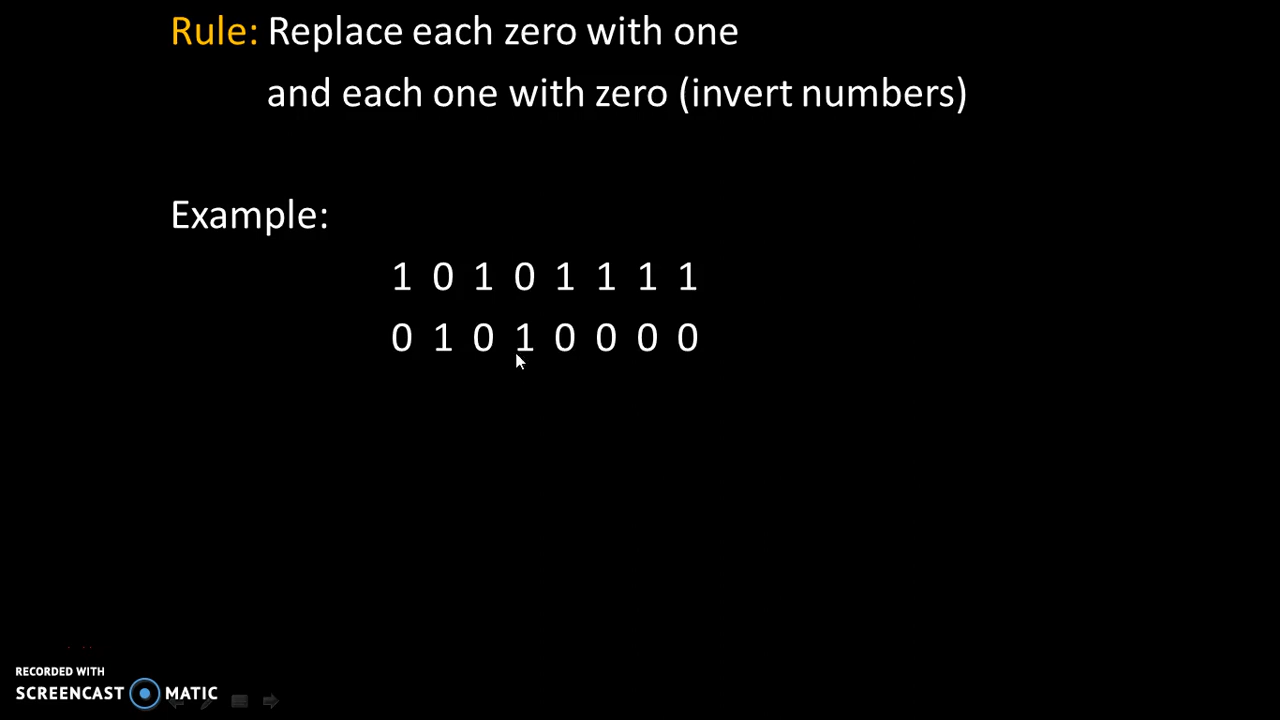 Rule: Replace each zero with one
and each one with zero (invert numbers)
Example:
1 0 1 0 1 1 1 1
0 1 0 1 0 0 0 0
RECORDED WITH
SCREENCAST MATIC